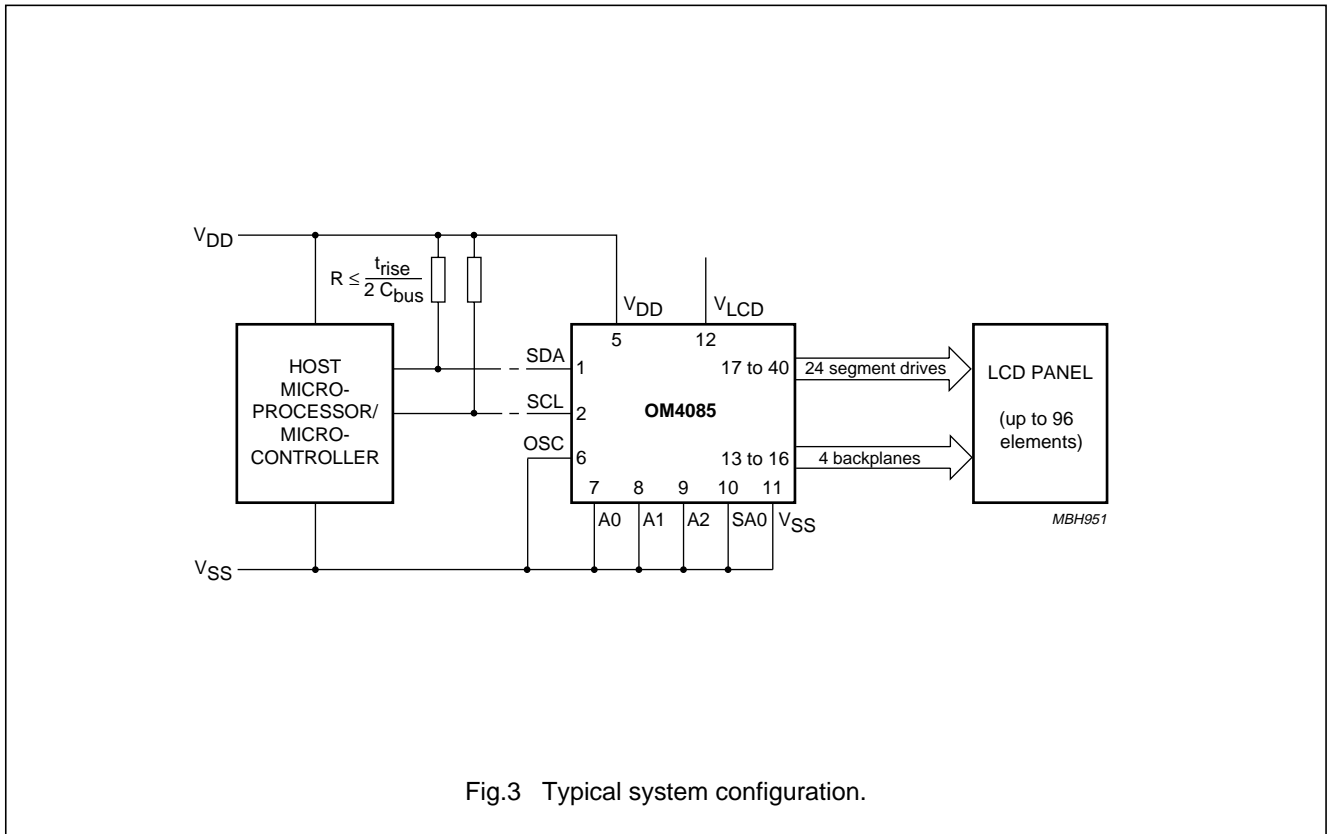 VDD
R ≤ trise
2 Cbus
VDD
VLCD
5
12
HOST
MICRO-
PROCESSOR/
MICRO-
CONTROLLER
SDA
1
SCL
2
OSC
6
OM4085
17 to 40
24 segment drives
13 to 16
4 backplanes
LCD PANEL
(up to 96
elements)
7 8 9 10 11
A0 A1 A2 SA0 VSS
MBH951
VSS
Fig.3 Typical system configuration.